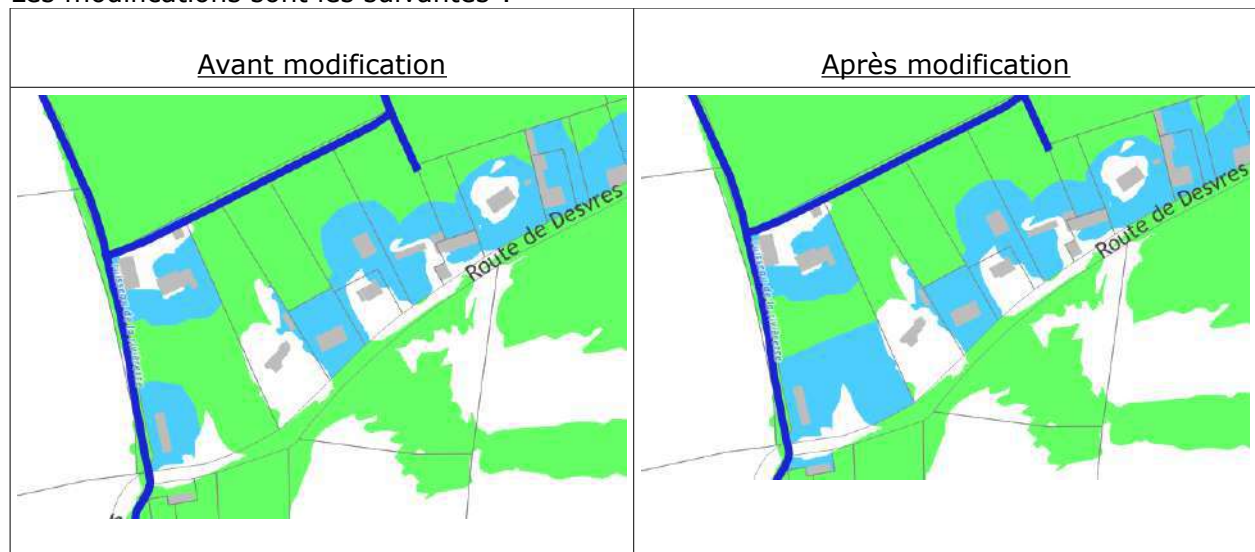 Les modifications sont les suivantes :
Avant modification
Après modification
Route de Desvres
Route de Desvres